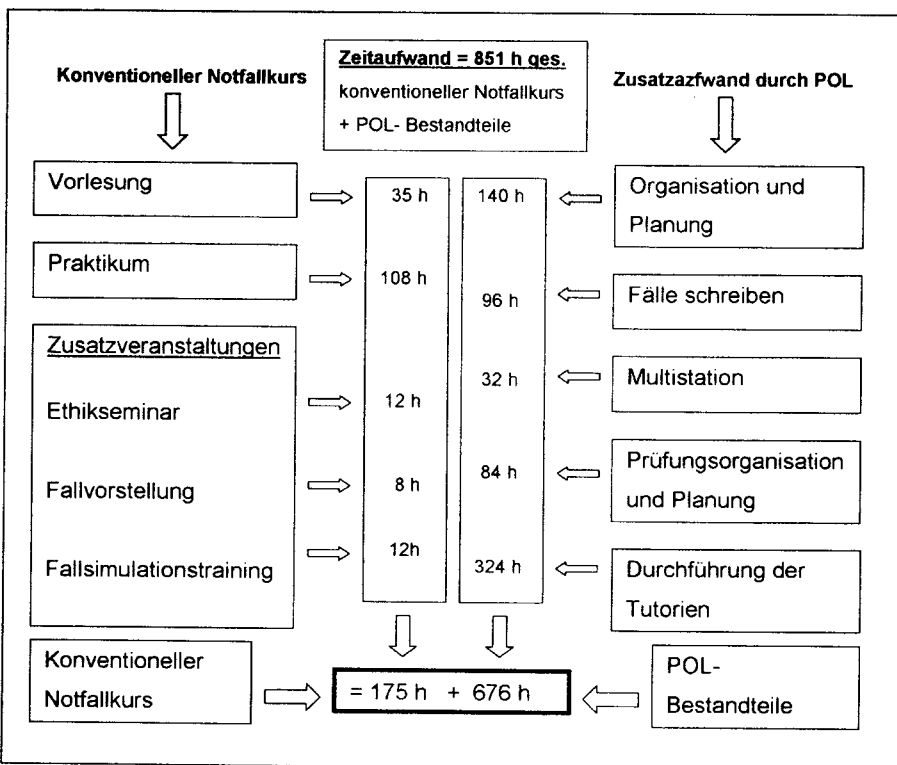 Konventioneller Notfallkurs
Zeitaufwand = 851 h ges.
konventioneller Notfallkurs
+ POL- Bestandteile
Zusatzazfwand durch POL
Vorlesung
35 h
140 h
Organisation und
Planung
Praktikum
108 h
96 h
Fälle schreiben
Zusatzveranstaltungen
Ethikseminar
12 h
32 h
Multistation
Fallvorstellung
8 h
84 h
Prüfungsorganisation
und Planung
Fallsimulationstraining
12h
324 h
Durchführung der
Tutorien
Konventioneller
Notfallkurs
= 175 h + 676 h
POL-
Bestandteile